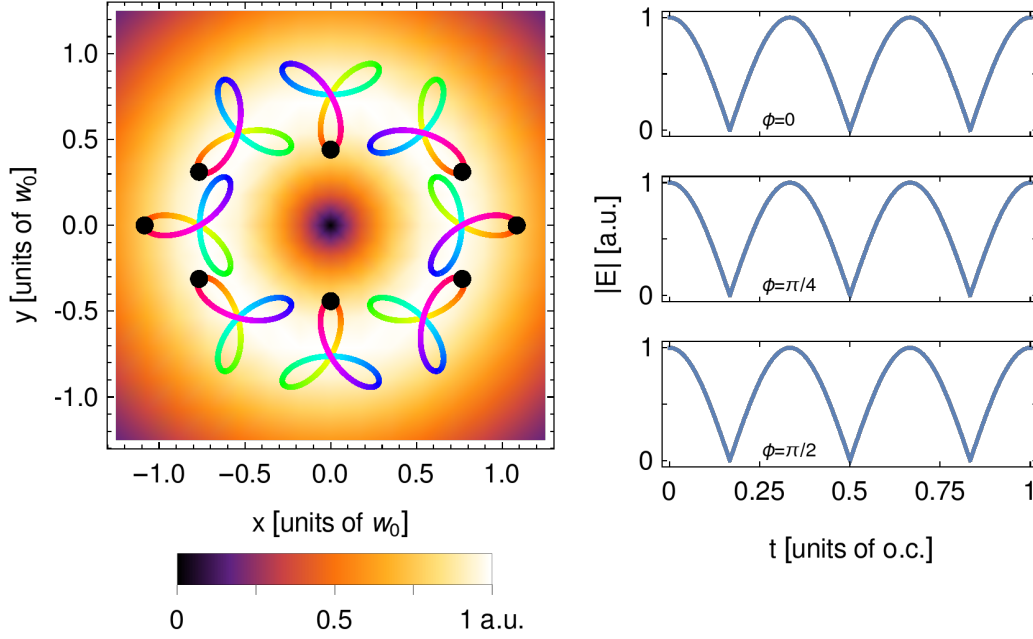 1.0
0.5
0.0
-0.5
-1.0
y [units of w₀]
-1.0 -0.5 0.0 0.5 1.0
x [units of w₀]
0 0.5 1 a.u.
1
0
ϕ=0
1
0
ϕ=π/4
1
0
ϕ=π/2
|E| [a.u.]
0 0.25 0.5 0.75 1
t [units of o.c.]